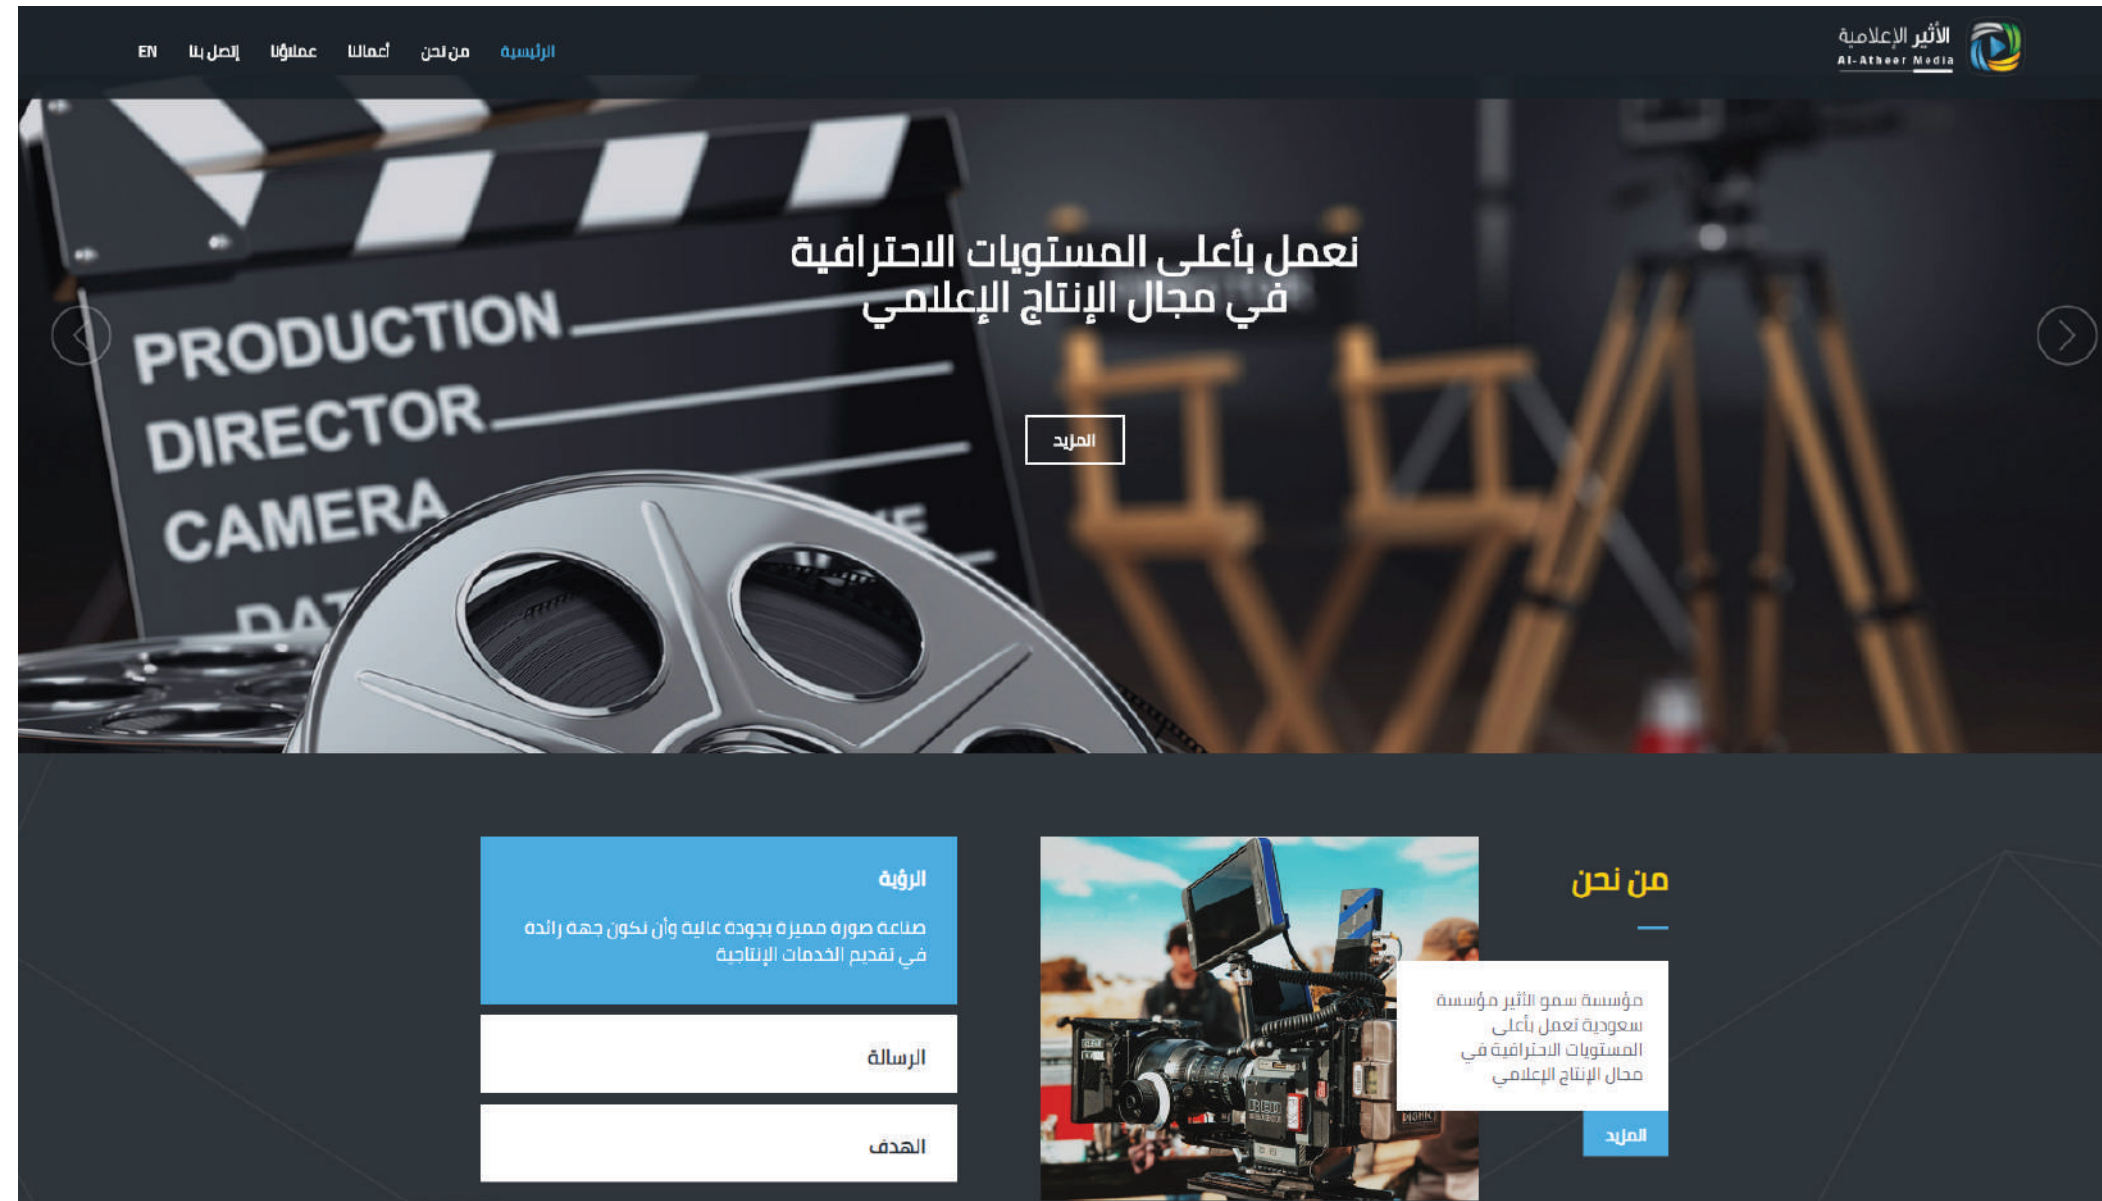 الأثير الإعلامية
Al-Atheer Media
الرئيسية
من نحن
أعمالنا
عملاؤنا
إتصل بنا
EN
نعمل بأعلى المستويات الاحترافية
في مجال الإنتاج الإعلامي
المزيد
PRODUCTION
DIRECTOR
CAMERA
من نحن
مؤسسة سمو الأثير مؤسسة
سعودية تعمل بأعلى
المستويات الاحترافية في
مجال الإنتاج الإعلامي
المزيد
RED
الرؤية
صناعة صورة مميزة بجودة عالية وأن نكون جهة رائدة
في تقديم الخدمات الإنتاجية
الرسالة
الهدف